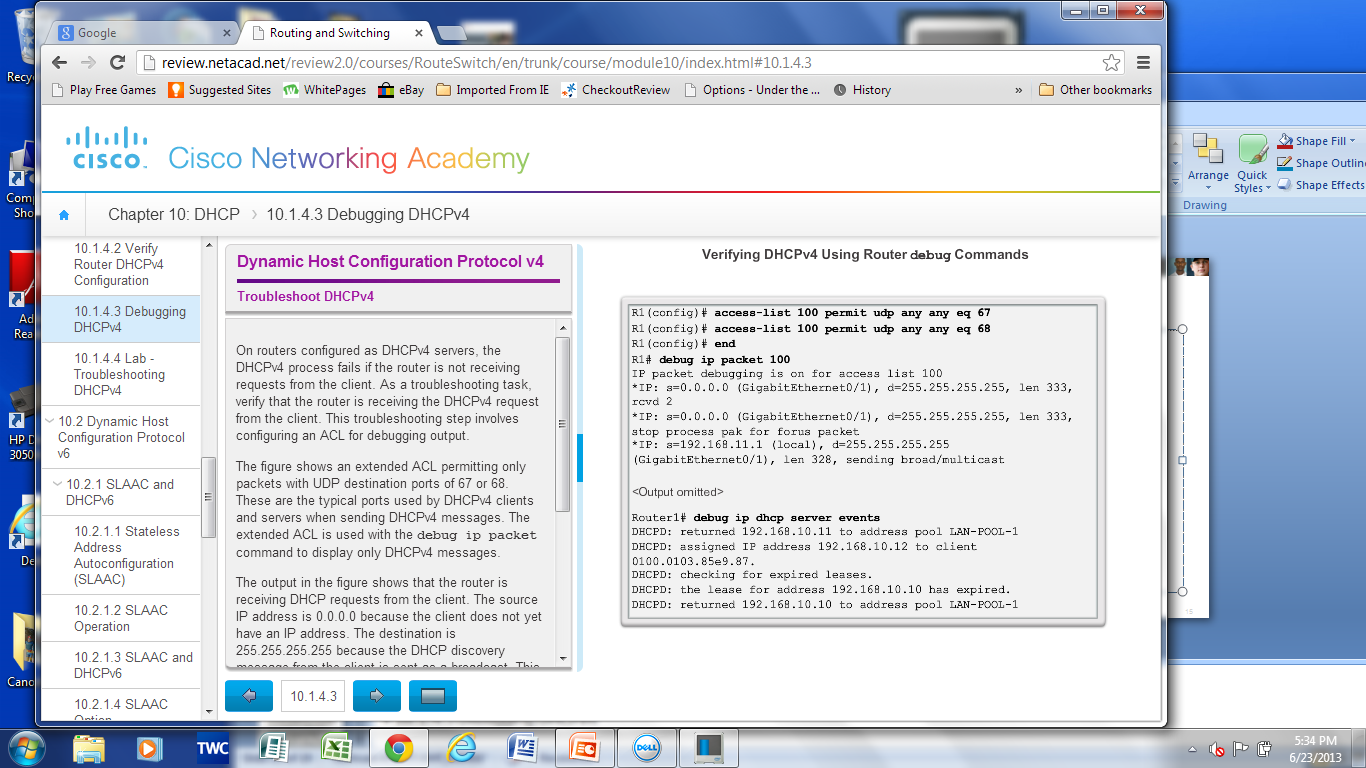 Google
Routing and Switching
review.netacad.net/review2.0/courses/RouteSwitch/en/trunk/course/module10/index.html#10.1.4.3
Play Free Games
Suggested Sites
WhitePages
eBay
Imported From IE
CheckoutReview
Options - Under the ...
History
»
Other bookmarks
CISCO
Cisco Networking Academy
Chapter 10: DHCP
10.1.4.3 Debugging DHCPv4
10.1.4.2 Verify
Router DHCPv4
Configuration
10.1.4.3 Debugging
DHCPv4
10.1.4.4 Lab -
Troubleshooting
DHCPv4
10.2 Dynamic Host
Configuration Protocol
v6
10.2.1 SLAAC and
DHCPv6
10.2.1.1 Stateless
Address
Autoconfiguration
(SLAAC)
10.2.1.2 SLAAC
Operation
10.2.1.3 SLAAC and
DHCPv6
10.2.1.4 SLAAC
Option
Dynamic Host Configuration Protocol v4
Troubleshoot DHCPv4
On routers configured as DHCPv4 servers, the
DHCPv4 process fails if the router is not receiving
requests from the client. As a troubleshooting task,
verify that the router is receiving the DHCPv4 request
from the client. This troubleshooting step involves
configuring an ACL for debugging output.
The figure shows an extended ACL permitting only
packets with UDP destination ports of 67 or 68.
These are the typical ports used by DHCPv4 clients
and servers when sending DHCPv4 messages. The
extended ACL is used with the debug ip packet
command to display only DHCPv4 messages.
The output in the figure shows that the router is
receiving DHCP requests from the client. The source
IP address is 0.0.0.0 because the client does not yet
have an IP address. The destination is
255.255.255.255 because the DHCP discovery
message from the client is sent as a broadcast. This
10.1.4.3
Verifying DHCPv4 Using Router debug Commands
R1(config)# access-list 100 permit udp any any eq 67
R1(config)# access-list 100 permit udp any any eq 68
R1(config)# end
R1# debug ip packet 100
IP packet debugging is on for access list 100
*IP: s=0.0.0.0 (GigabitEthernet0/1), d=255.255.255.255, len 333,
rcvd 2
*IP: s=0.0.0.0 (GigabitEthernet0/1), d=255.255.255.255, len 333,
stop process pak for forus packet
*IP: s=192.168.11.1 (local), d=255.255.255.255
(GigabitEthernet0/1), len 328, sending broad/multicast
<Output omitted>
Router1# debug ip dhcp server events
DHCPD: returned 192.168.10.11 to address pool LAN-POOL-1
DHCPD: assigned IP address 192.168.10.12 to client
0100.0103.85e9.87.
DHCPD: checking for expired leases.
DHCPD: the lease for address 192.168.10.10 has expired.
DHCPD: returned 192.168.10.10 to address pool LAN-POOL-1
Arrange
Quick
Styles
Shape Fill
Shape Outlin
Shape Effects
Drawing
Recyc
Comp
Sho
Ad
Rea
HP D
3050
De
Cano
TWC
DELL
5:34 PM
6/23/2013